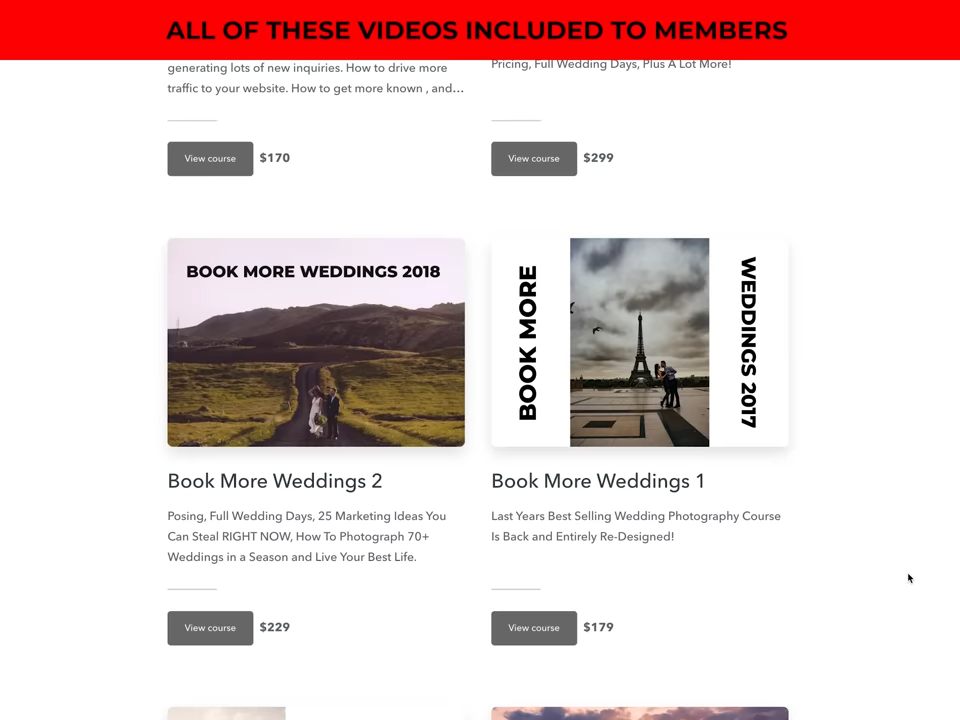 ALL OF THESE VIDEOS INCLUDED TO MEMBERS
generating lots of new inquiries. How to drive more
traffic to your website. How to get more known , and...
View course $170
Pricing, Full Wedding Days, Plus A Lot More!
View course $299
BOOK MORE WEDDINGS 2018
Book More Weddings 2
Posing, Full Wedding Days, 25 Marketing Ideas You
Can Steal RIGHT NOW, How To Photograph 70+
Weddings in a Season and Live Your Best Life.
View course $229
BOOK MORE
WEDDINGS 2017
Book More Weddings 1
Last Years Best Selling Wedding Photography Course
Is Back and Entirely Re-Designed!
View course $179